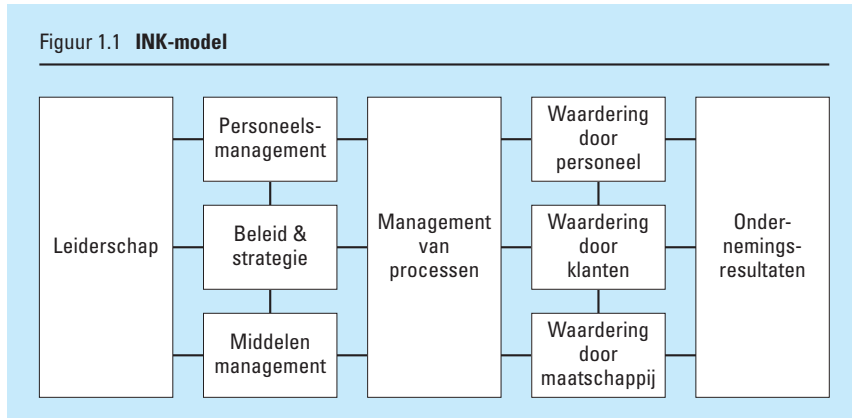 Figuur 1.1 INK-model
Leiderschap
Personeels-
management
Beleid &
strategie
Middelen
management
Management
van
processen
Waardering
door
personeel
Waardering
door
klanten
Waardering
door
maatschappij
Onder-
nemings-
resultaten